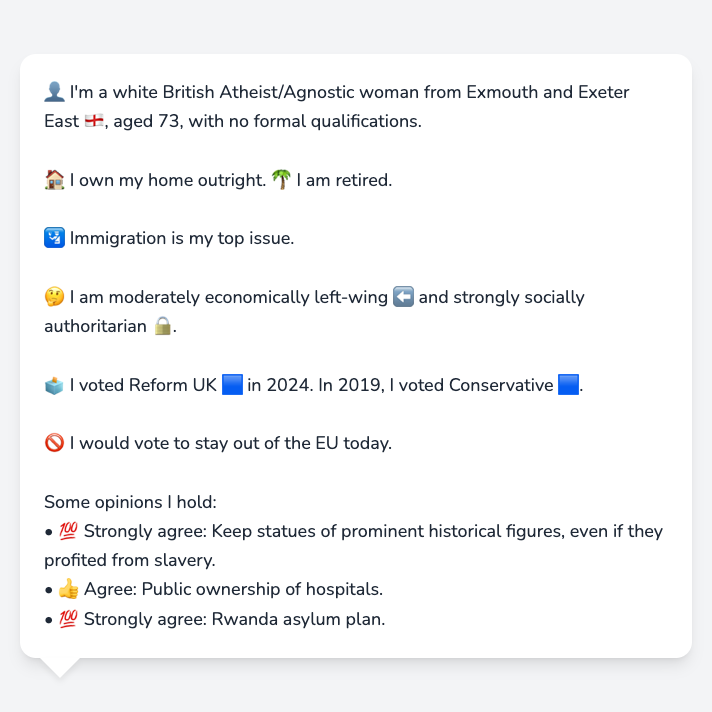 👤 I'm a white British Atheist/Agnostic woman from Exmouth and Exeter
East 🏴󠁧󠁢󠁥󠁮󠁧󠁿, aged 73, with no formal qualifications.
🏠 I own my home outright. 🌴 I am retired.
🛂 Immigration is my top issue.
🤔 I am moderately economically left-wing ⬅️ and strongly socially
authoritarian 🔒.
🗳️ I voted Reform UK 🟦 in 2024. In 2019, I voted Conservative 🟦.
🚫 I would vote to stay out of the EU today.
Some opinions I hold:
• 💯 Strongly agree: Keep statues of prominent historical figures, even if they
profited from slavery.
• 👍 Agree: Public ownership of hospitals.
• 💯 Strongly agree: Rwanda asylum plan.